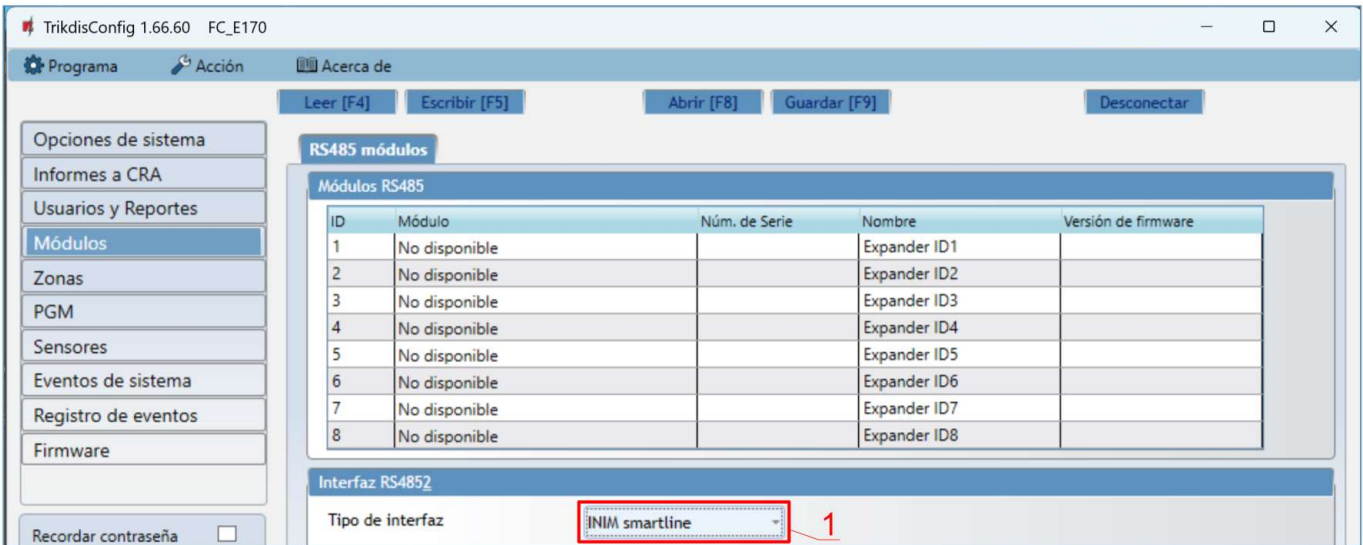 TrikdisConfig 1.66.60 FC_E170
Programa Acción Acerca de
Leer [F4] Escribir [F5] Abrir [F8] Guardar [F9] Desconectar
Opciones de sistema
Informes a CRA
Usuarios y Reportes
Módulos
Zonas
PGM
Sensores
Eventos de sistema
Registro de eventos
Firmware
Recordar contraseña
RS485 módulos
Módulos RS485
ID Módulo Núm. de Serie Nombre Versión de firmware
1 No disponible Expander ID1
2 No disponible Expander ID2
3 No disponible Expander ID3
4 No disponible Expander ID4
5 No disponible Expander ID5
6 No disponible Expander ID6
7 No disponible Expander ID7
8 No disponible Expander ID8
Interfaz RS4852
Tipo de interfaz INIM smartline 1